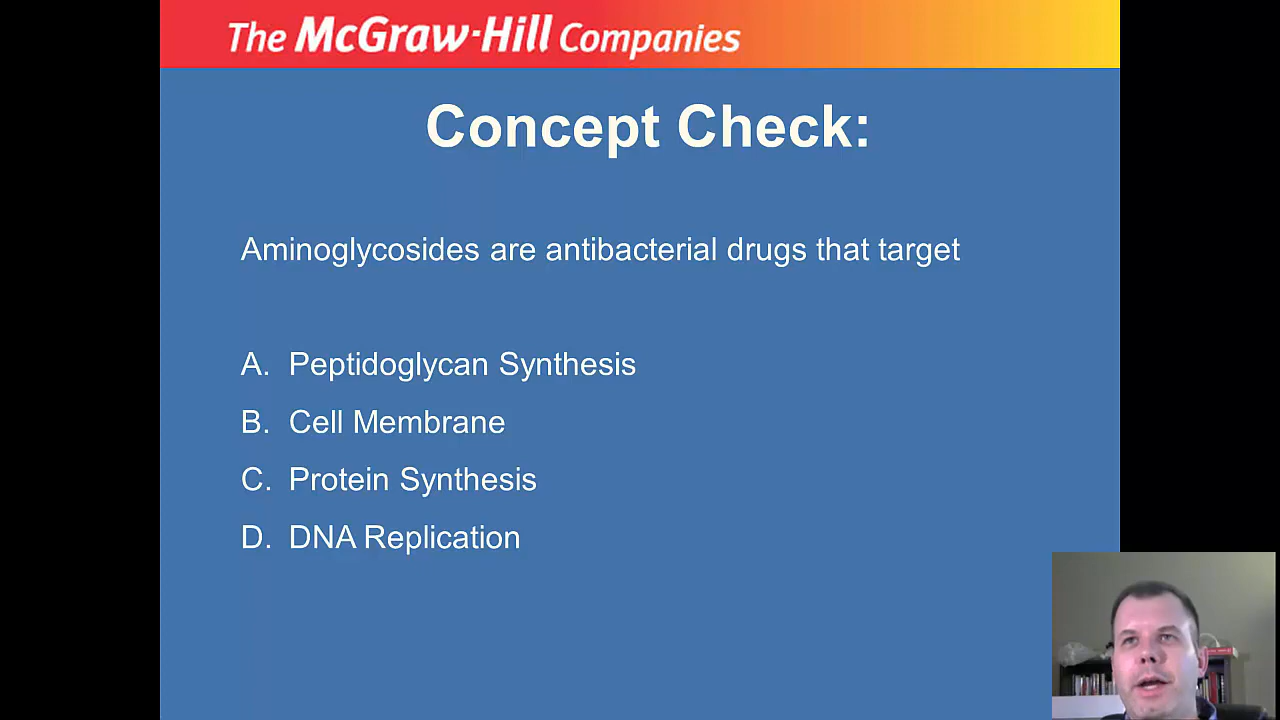 The McGraw-Hill Companies
Concept Check:
Aminoglycosides are antibacterial drugs that target
A. Peptidoglycan Synthesis
B. Cell Membrane
C. Protein Synthesis
D. DNA Replication